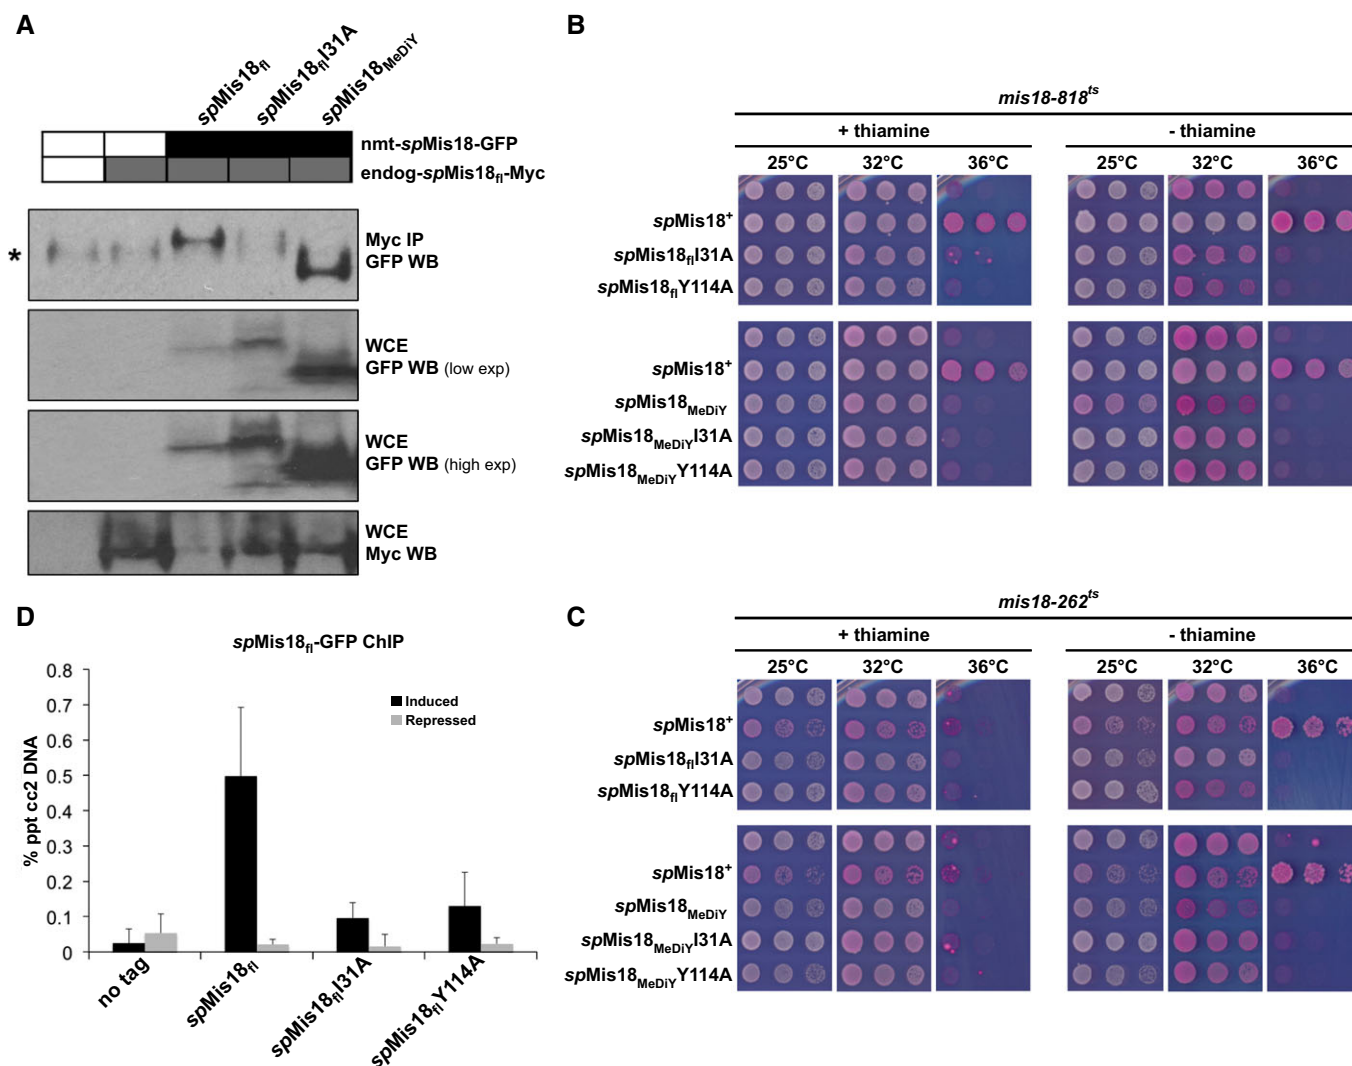 A
spMis18fl
spMis18flI31A
spMis18MeDiY
nmt-spMis18-GFP
endog-spMis18fl-Myc
*
Myc IP
GFP WB
WCE
GFP WB (low exp)
WCE
GFP WB (high exp)
WCE
Myc WB
B
mis18-818ts
+ thiamine
- thiamine
25°C 32°C 36°C 25°C 32°C 36°C
spMis18+
spMis18flI31A
spMis18flY114A
spMis18+
spMis18MeDiY
spMis18MeDiYI31A
spMis18MeDiYY114A
C
mis18-262ts
+ thiamine
- thiamine
25°C 32°C 36°C 25°C 32°C 36°C
spMis18+
spMis18flI31A
spMis18flY114A
spMis18+
spMis18MeDiY
spMis18MeDiYI31A
spMis18MeDiYY114A
D
spMis18fl-GFP ChIP
% ppt cc2 DNA
0.8
0.7
0.6
0.5
0.4
0.3
0.2
0.1
0
Induced
Repressed
no tag
spMis18fl
spMis18flI31A
spMis18flY114A